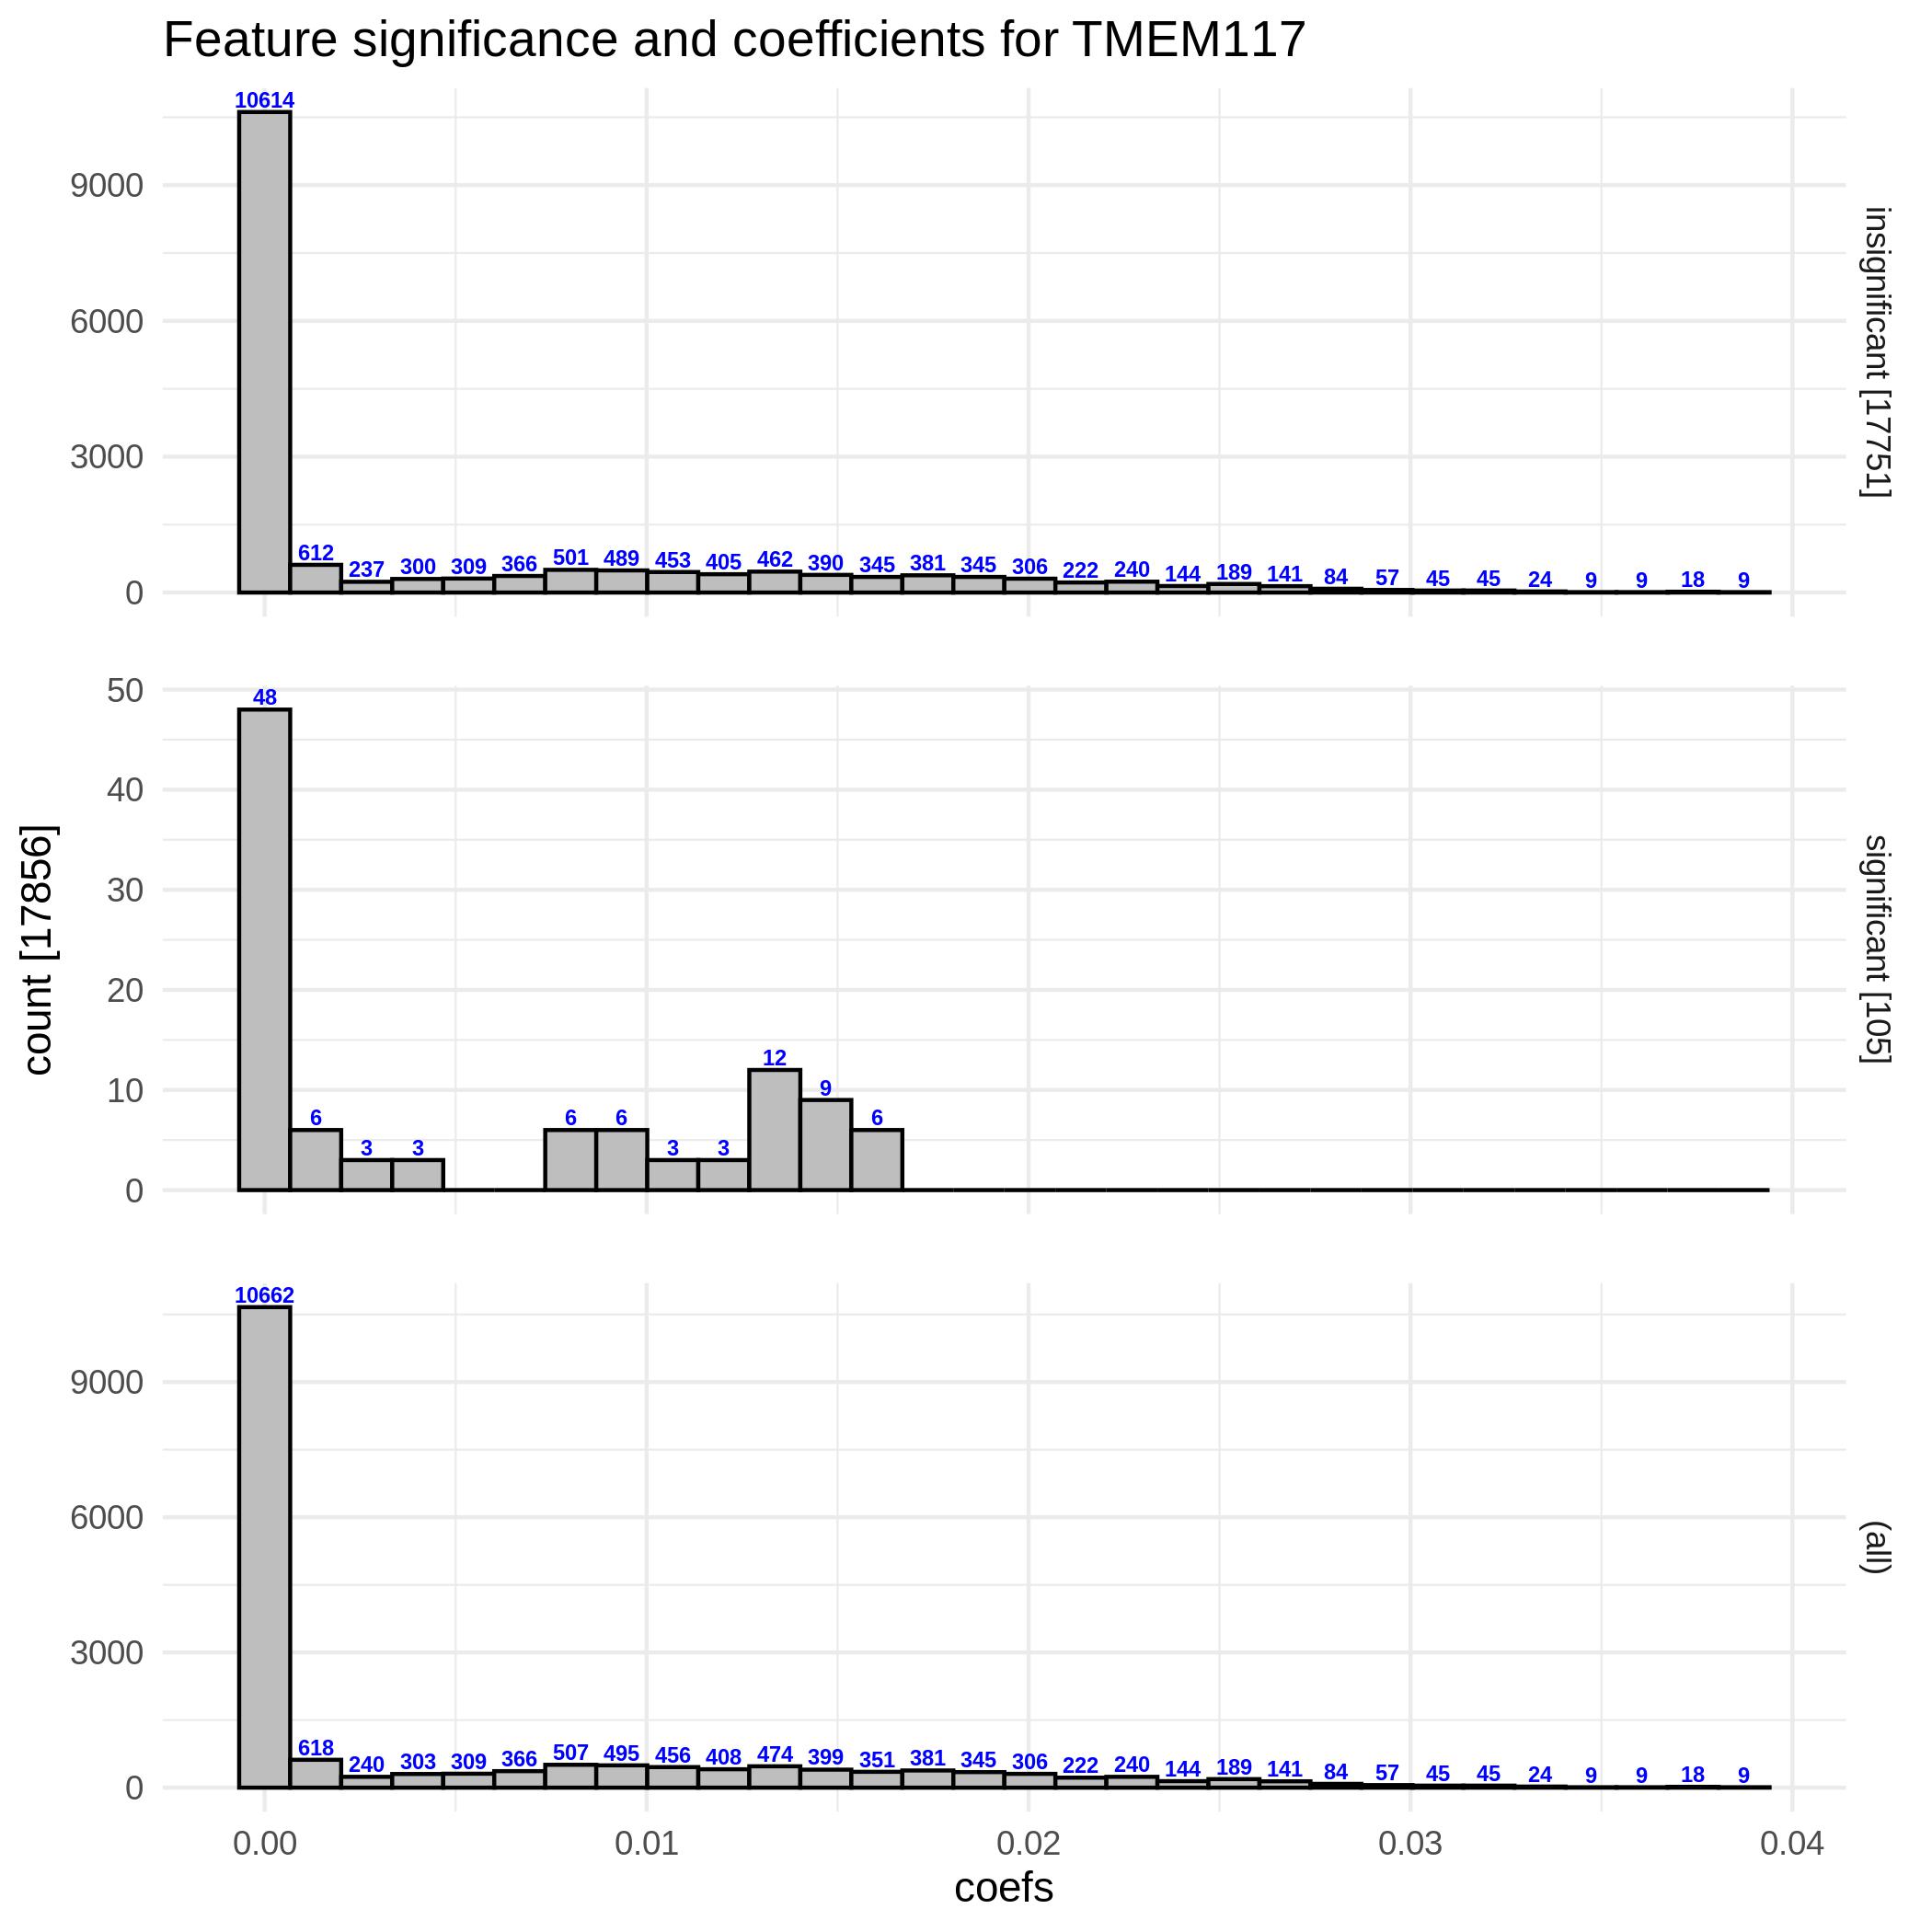 Feature significance and coefficients for TMEM117
10614
612 237 300 309 366 501 489 453 405 462 390 345 381 345 306 222 240 144 189 141 84 57 45 45 24 9 9 18 9
9000
6000
3000
0
insignificant [17751]
48
6 3 3 6 6 3 3 12 9 6
50
40
30
20
10
0
significant [105]
count [17856]
10662
618 240 303 309 366 507 495 456 408 474 399 351 381 345 306 222 240 144 189 141 84 57 45 45 24 9 9 18 9
9000
6000
3000
0
(all)
0.00 0.01 0.02 0.03 0.04
coefs